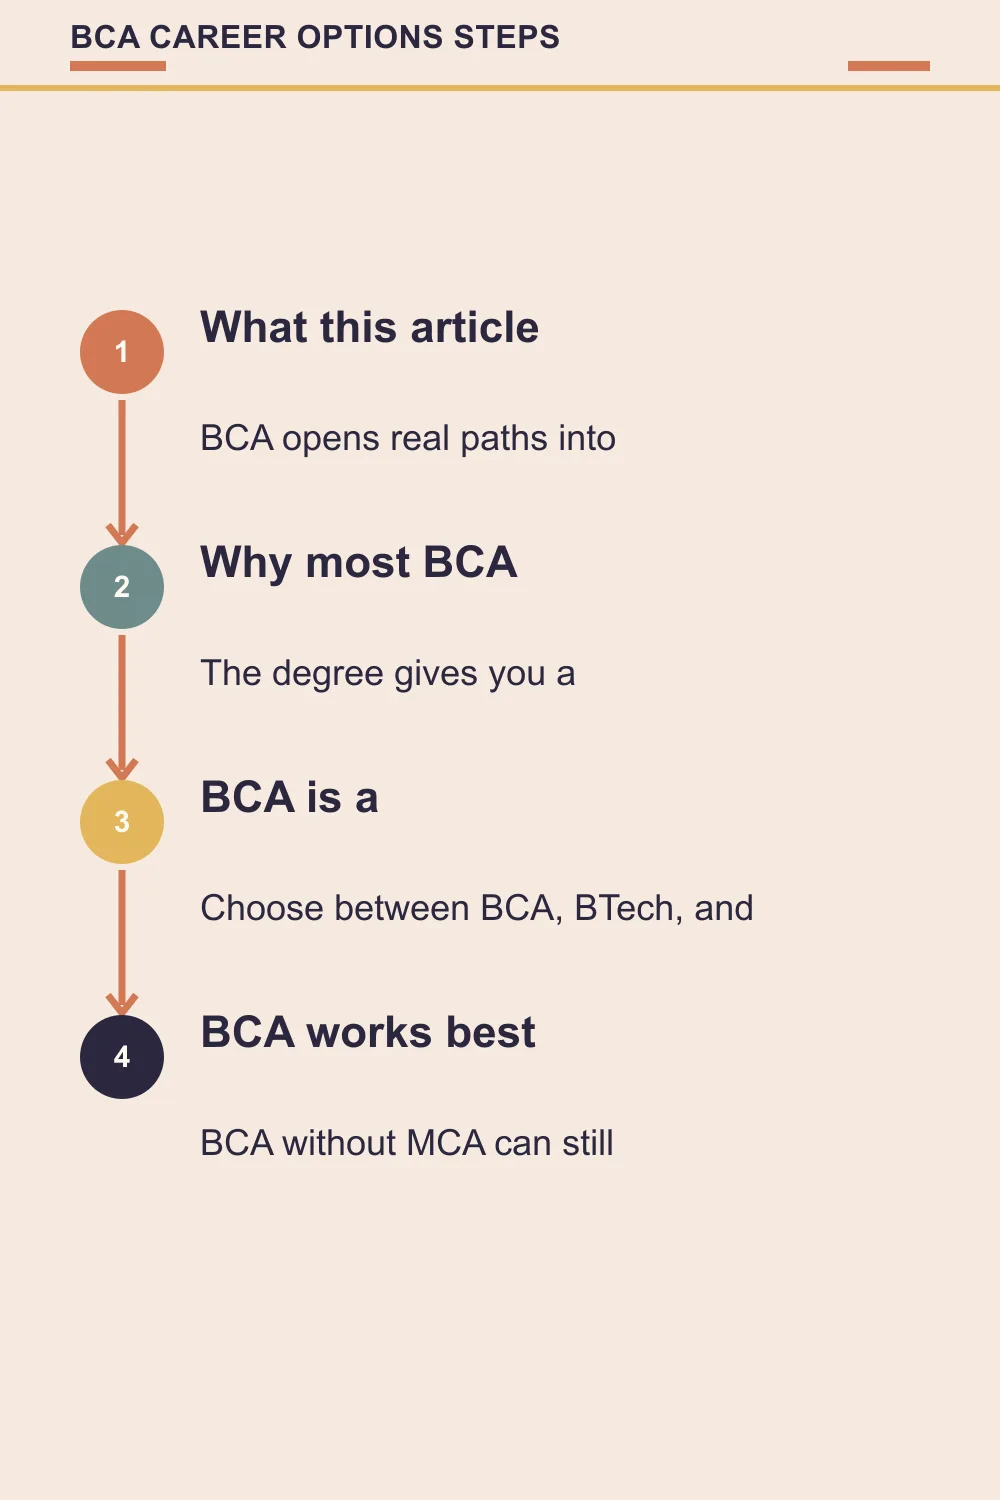 BCA CAREER OPTIONS STEPS
1
What this article
BCA opens real paths into
2
Why most BCA
The degree gives you a
3
BCA is a
Choose between BCA, BTech, and
4
BCA works best
BCA without MCA can still